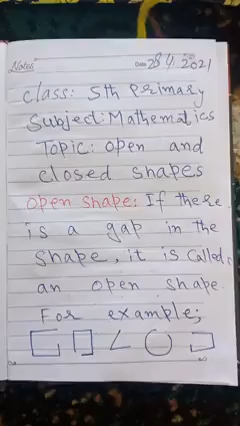 Notes
Date 28.4.2021
Class: 5th Primary
Subject: Mathematics
Topic: open and
closed shapes
open shape: If there
is a gap in the
shape, it is called
an open shape.
For example;